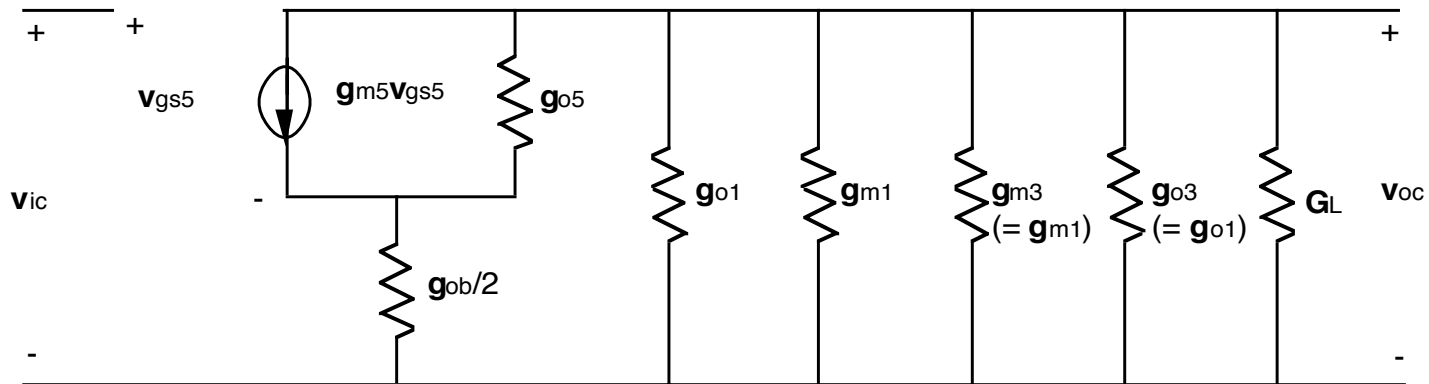 + + +
vgs5 gm5vgs5 go5
vic - go1 gm1 gm3 go3 GL voc
(= gm1) (= go1)
gob/2
- -